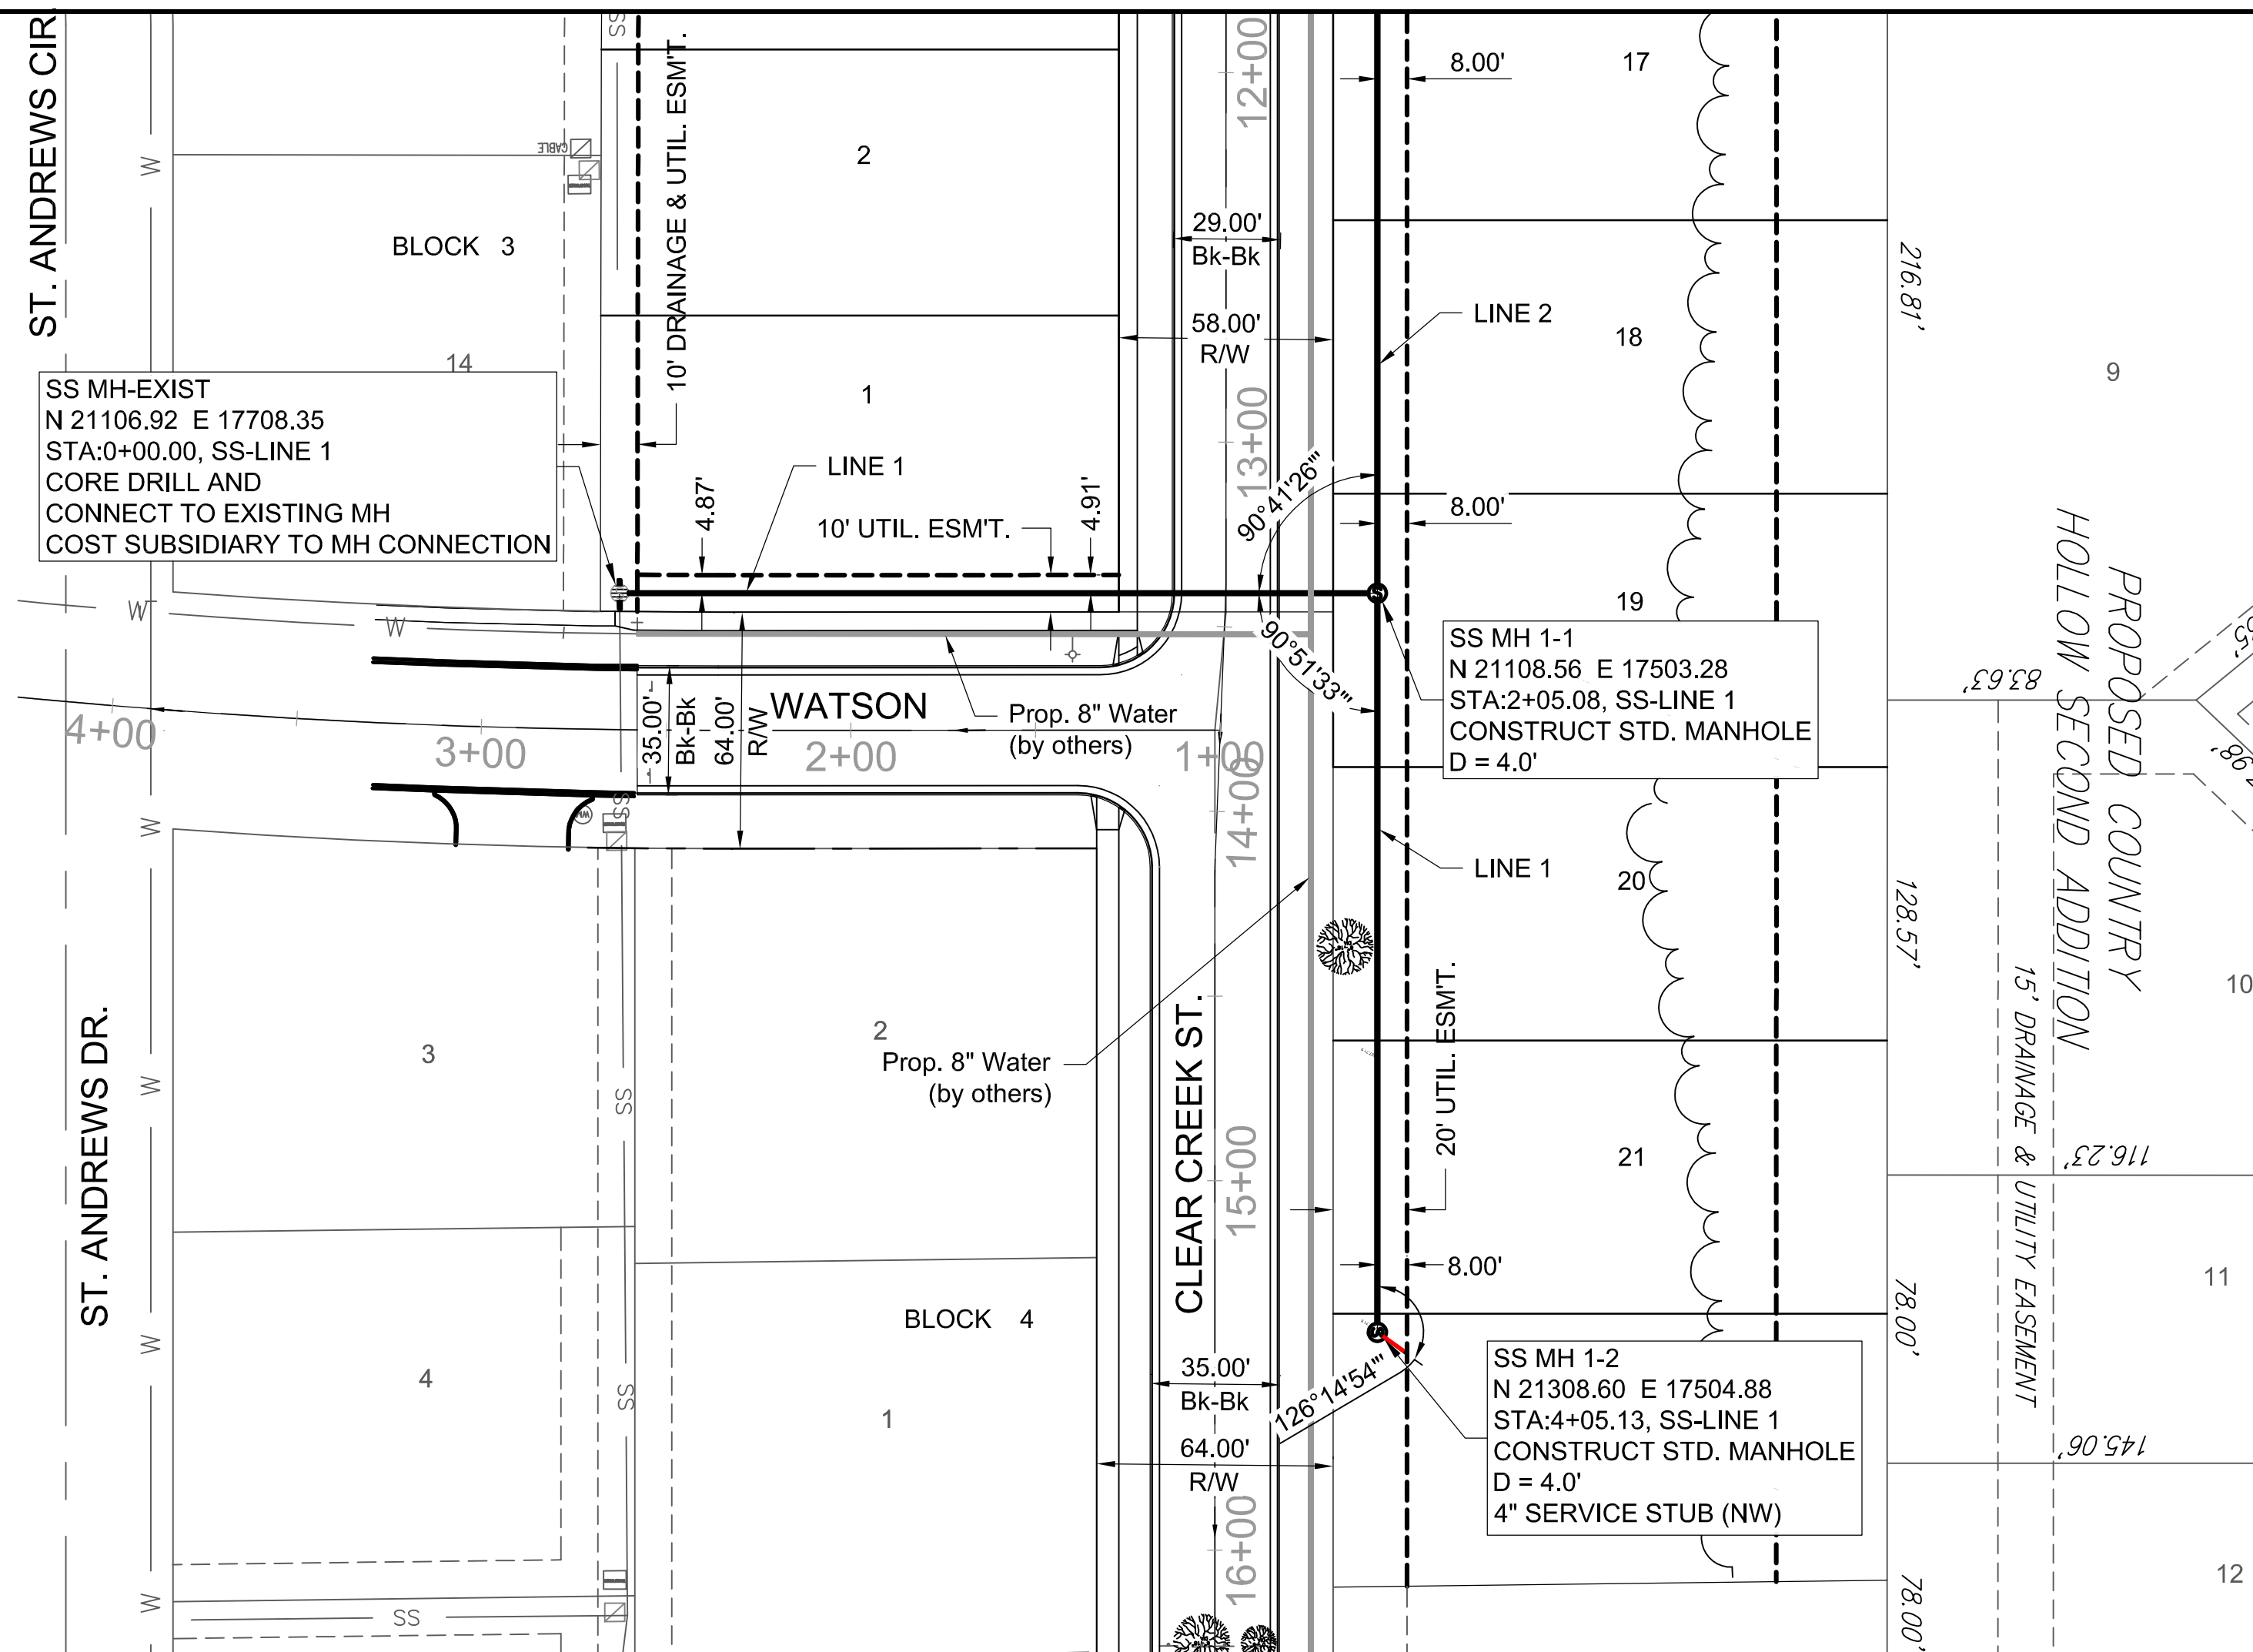 ST. ANDREWS CIR.
SS
10' DRAINAGE & UTIL. ESM'T.
12+00
8.00'
17
W
CABLE
2
BLOCK 3
29.00'
Bk-Bk
216.81'
LINE 2
58.00'
R/W
18
9
14
1
SS MH-EXIST
N 21106.92 E 17708.35
STA:0+00.00, SS-LINE 1
CORE DRILL AND
CONNECT TO EXISTING MH
COST SUBSIDIARY TO MH CONNECTION
13+00
LINE 1
4.87'
10' UTIL. ESM'T.
4.91'
90°41'26"'
8.00'
PROPOSED COUNTRY
HOLLOW SECOND ADDITION
W
W
19
90°51'33"'
SS MH 1-1
N 21108.56 E 17503.28
STA:2+05.08, SS-LINE 1
CONSTRUCT STD. MANHOLE
D = 4.0'
83.63'
4+00
3+00
35.00'
Bk-Bk
64.00'
R/W
WATSON
2+00
Prop. 8" Water
(by others)
1+00
14+00
W
SS
WM
LINE 1
20
128.57'
10
15' DRAINAGE & UTILITY EASEMENT
ST. ANDREWS DR.
3
2
Prop. 8" Water
(by others)
CLEAR CREEK ST.
20' UTIL. ESM'T.
W
SS
15+00
21
116.23'
8.00'
11
78.00'
BLOCK 4
W
4
SS
1
35.00'
Bk-Bk
126°14'54"'
64.00'
R/W
SS MH 1-2
N 21308.60 E 17504.88
STA:4+05.13, SS-LINE 1
CONSTRUCT STD. MANHOLE
D = 4.0'
4" SERVICE STUB (NW)
145.06'
16+00
12
78.00'
W
SS